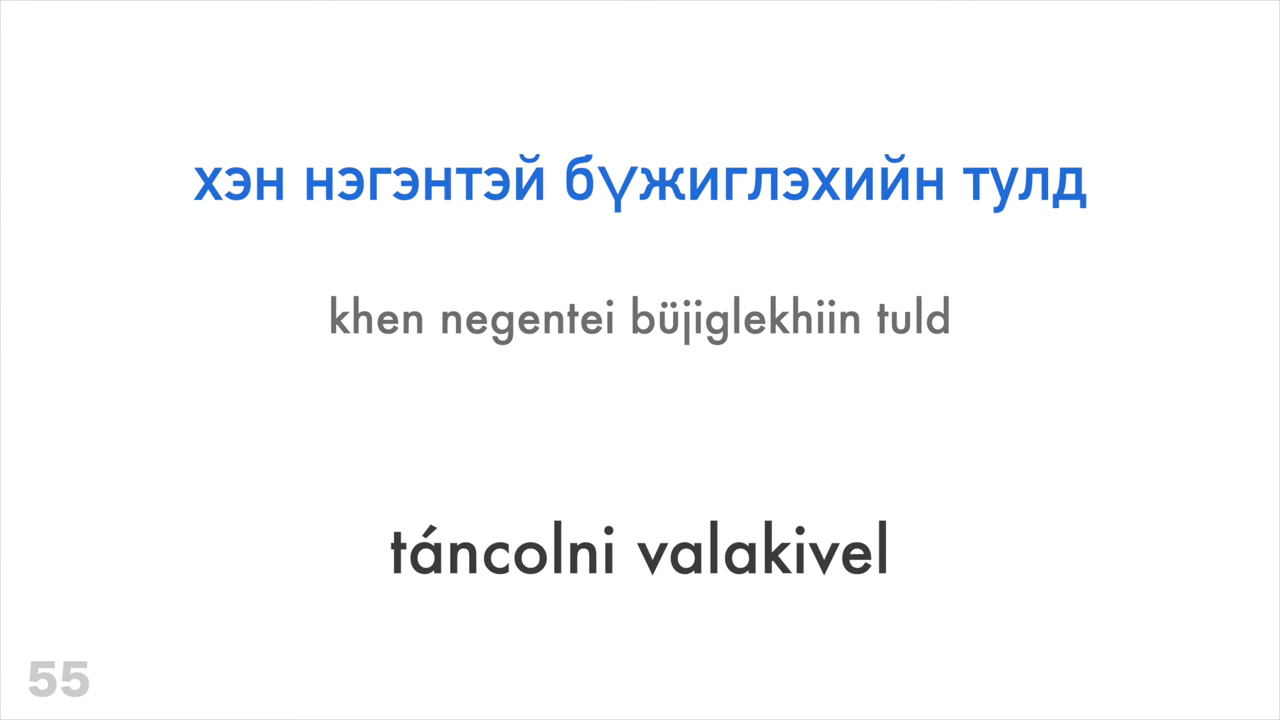 хэн нэгэнтэй бүжиглэхийн тулд
khen negentei büjiglekhiin tuld
táncolni valakivel
55